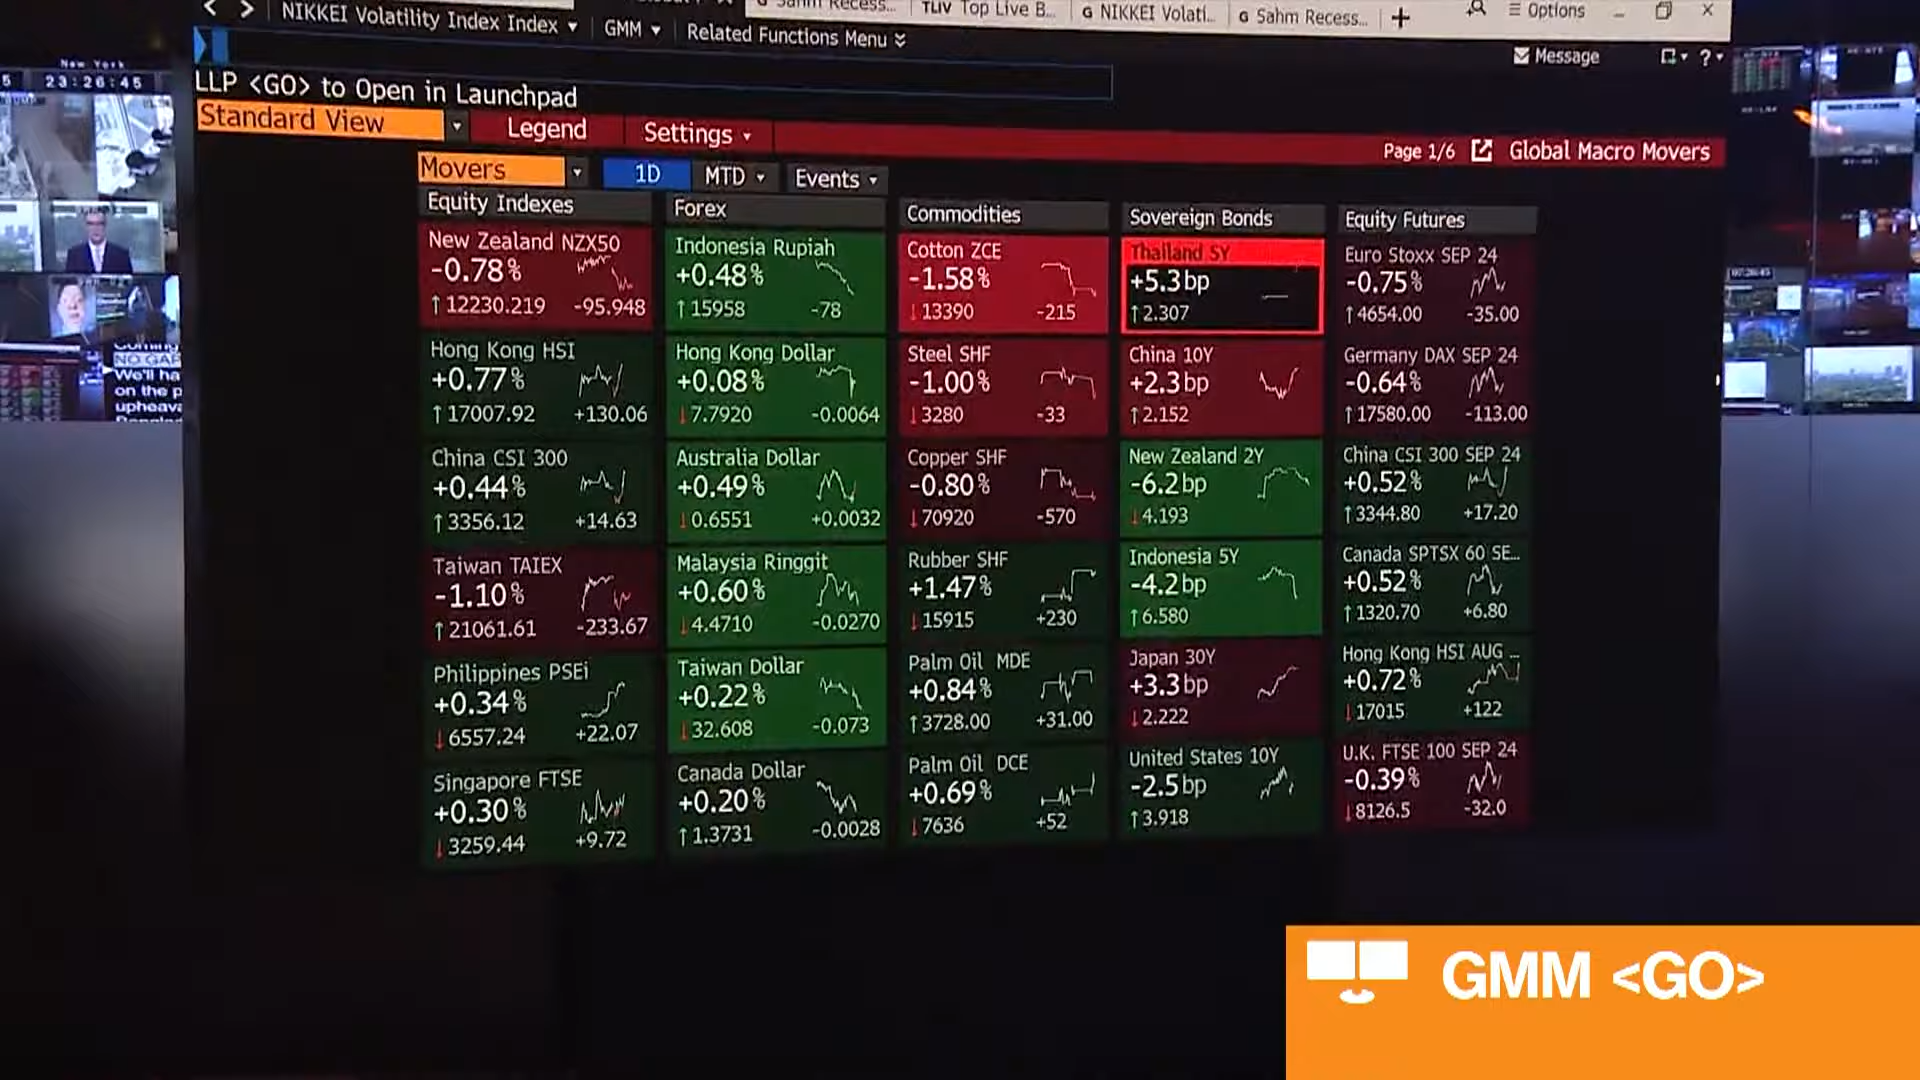 NIKKEI Volatility Index Index
GMM
Related Functions Menu
TLIV Top Live B...
G NIKKEI Volati...
G Sahm Recess...
Options
Message
New York
23:26:45
LLP <GO> to Open in Launchpad
Standard View
Legend
Settings
Page 1/6
Global Macro Movers
Movers
1D
MTD
Events
Equity Indexes
New Zealand NZX50
-0.78%
↑12230.219 -95.948
Hong Kong HSI
+0.77%
↑17007.92 +130.06
China CSI 300
+0.44%
↑3356.12 +14.63
Taiwan TAIEX
-1.10%
↑21061.61 -233.67
Philippines PSEi
+0.34%
↓6557.24 +22.07
Singapore FTSE
+0.30%
↓3259.44 +9.72
Forex
Indonesia Rupiah
+0.48%
↑15958 -78
Hong Kong Dollar
+0.08%
↓7.7920 -0.0064
Australia Dollar
+0.49%
↓0.6551 +0.0032
Malaysia Ringgit
+0.60%
↓4.4710 -0.0270
Taiwan Dollar
+0.22%
↓32.608 -0.073
Canada Dollar
+0.20%
↑1.3731 -0.0028
Commodities
Cotton ZCE
-1.58%
↓13390 -215
Steel SHF
-1.00%
↓3280 -33
Copper SHF
-0.80%
↓70920 -570
Rubber SHF
+1.47%
↓15915 +230
Palm Oil MDE
+0.84%
↑3728.00 +31.00
Palm Oil DCE
+0.69%
↓7636 +52
Sovereign Bonds
Thailand 5Y
+5.3bp
↑2.307
China 10Y
+2.3bp
↑2.152
New Zealand 2Y
-6.2bp
↓4.193
Indonesia 5Y
-4.2bp
↑6.580
Japan 30Y
+3.3bp
↓2.222
United States 10Y
-2.5bp
↑3.918
Equity Futures
Euro Stoxx SEP 24
-0.75%
↑4654.00 -35.00
Germany DAX SEP 24
-0.64%
↑17580.00 -113.00
China CSI 300 SEP 24
+0.52%
↑3344.80 +17.20
Canada SPTSX 60 SE...
+0.52%
↑1320.70 +6.80
Hong Kong HSI AUG ...
+0.72%
↓17015 +122
U.K. FTSE 100 SEP 24
-0.39%
↓8126.5 -32.0
We'll ha
on the p
upheava
GMM <GO>